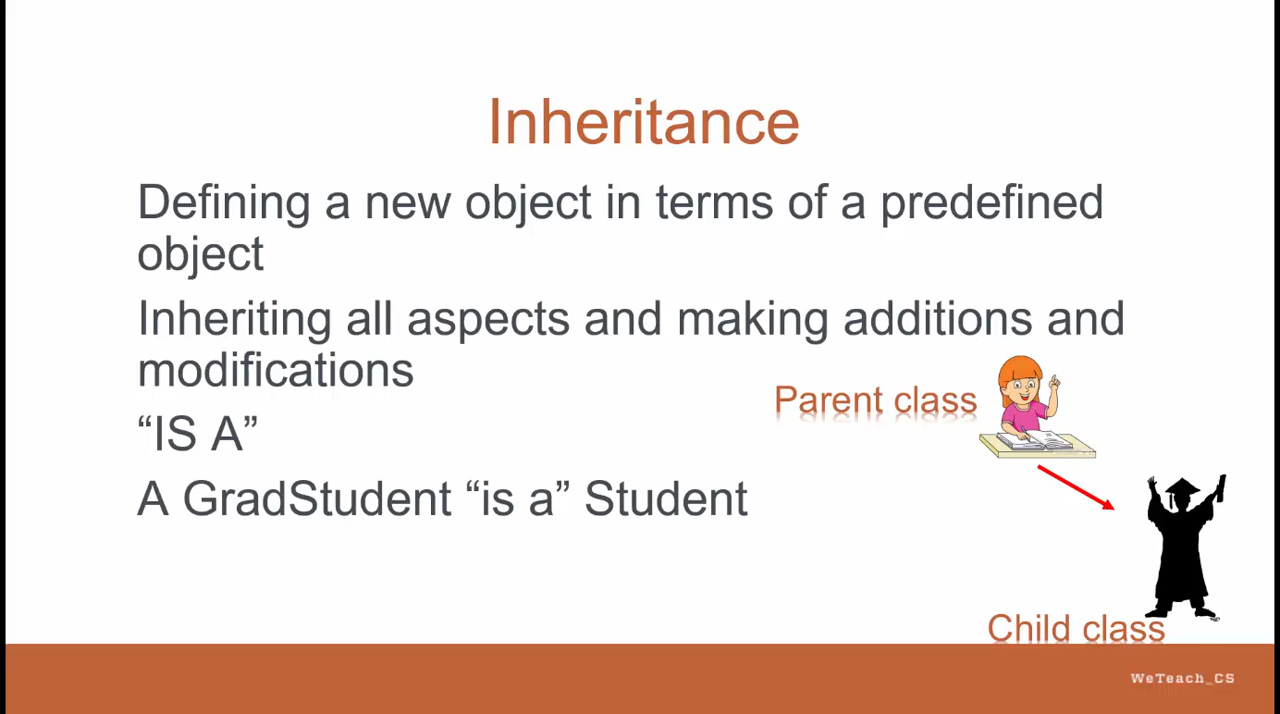 Inheritance
Defining a new object in terms of a predefined
object
Inheriting all aspects and making additions and
modifications
Parent class
“IS A”
A GradStudent “is a” Student
Child class
WeTeach_CS